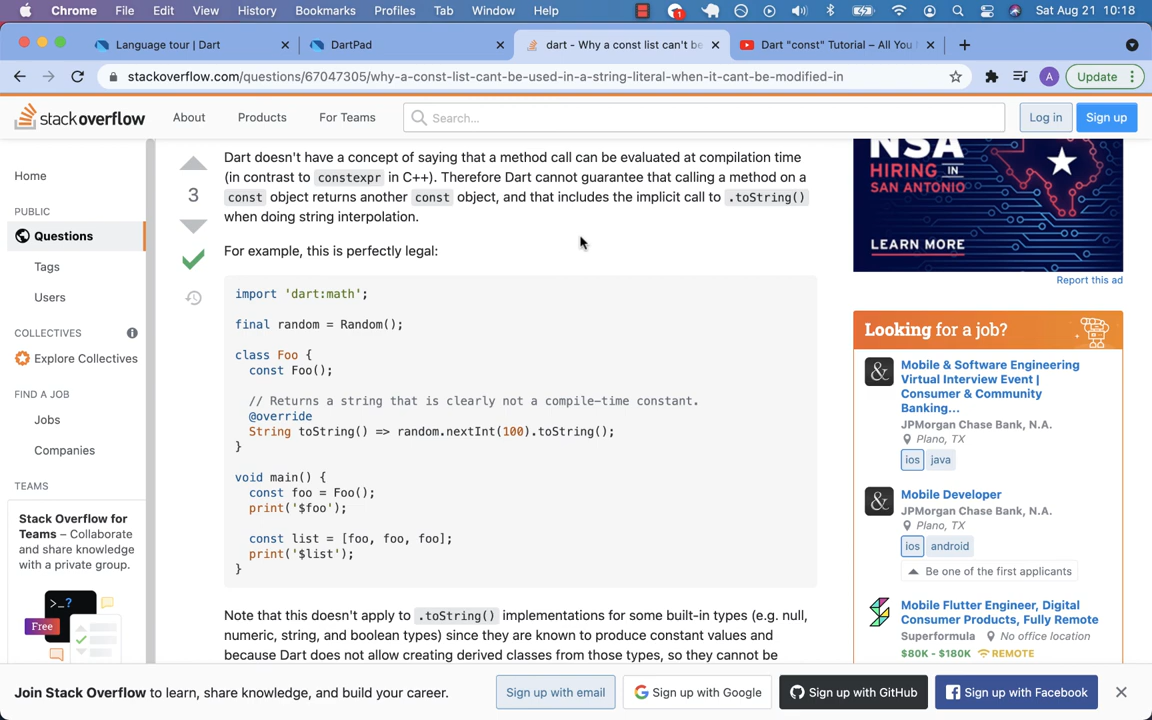 Chrome File Edit View History Bookmarks Profiles Tab Window Help 1 Sat Aug 21 10:18
Language tour | Dart DartPad dart - Why a const list can't be Dart "const" Tutorial – All You
stackoverflow.com/questions/67047305/why-a-const-list-cant-be-used-in-a-string-literal-when-it-cant-be-modified-in A Update
stackoverflow About Products For Teams Search... Log in Sign up
Home
PUBLIC
Questions
Tags
Users
COLLECTIVES
Explore Collectives
FIND A JOB
Jobs
Companies
TEAMS
Stack Overflow for
Teams – Collaborate
and share knowledge
with a private group.
>_?
Free
3
Dart doesn't have a concept of saying that a method call can be evaluated at compilation time
(in contrast to constexpr in C++). Therefore Dart cannot guarantee that calling a method on a
const object returns another const object, and that includes the implicit call to .toString()
when doing string interpolation.
For example, this is perfectly legal:
import 'dart:math';
final random = Random();
class Foo {
const Foo();
// Returns a string that is clearly not a compile-time constant.
@override
String toString() => random.nextInt(100).toString();
}
void main() {
const foo = Foo();
print('$foo');
const list = [foo, foo, foo];
print('$list');
}
Note that this doesn't apply to .toString() implementations for some built-in types (e.g. null,
numeric, string, and boolean types) since they are known to produce constant values and
because Dart does not allow creating derived classes from those types, so they cannot be
NSA
HIRING IN
SAN ANTONIO
LEARN MORE
Report this ad
Looking for a job?
Mobile & Software Engineering
Virtual Interview Event |
Consumer & Community
Banking...
JPMorgan Chase Bank, N.A.
Plano, TX
ios java
Mobile Developer
JPMorgan Chase Bank, N.A.
Plano, TX
ios android
Be one of the first applicants
Mobile Flutter Engineer, Digital
Consumer Products, Fully Remote
Superformula No office location
$80K - $180K REMOTE
Join Stack Overflow to learn, share knowledge, and build your career. Sign up with email Sign up with Google Sign up with GitHub Sign up with Facebook